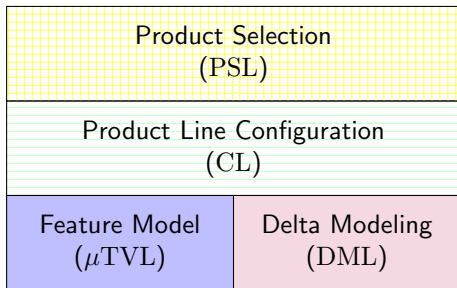 Product Selection
(PSL)
Product Line Configuration
(CL)
Feature Model
(μTVL)
Delta Modeling
(DML)